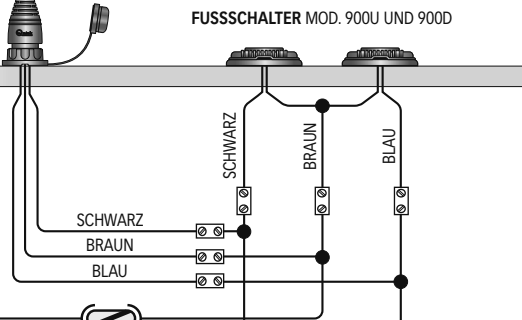 FUSSSCHALTER MOD. 900U UND 900D
SCHWARZ
BRAUN
BLAU
SCHWARZ
BRAUN
BLAU